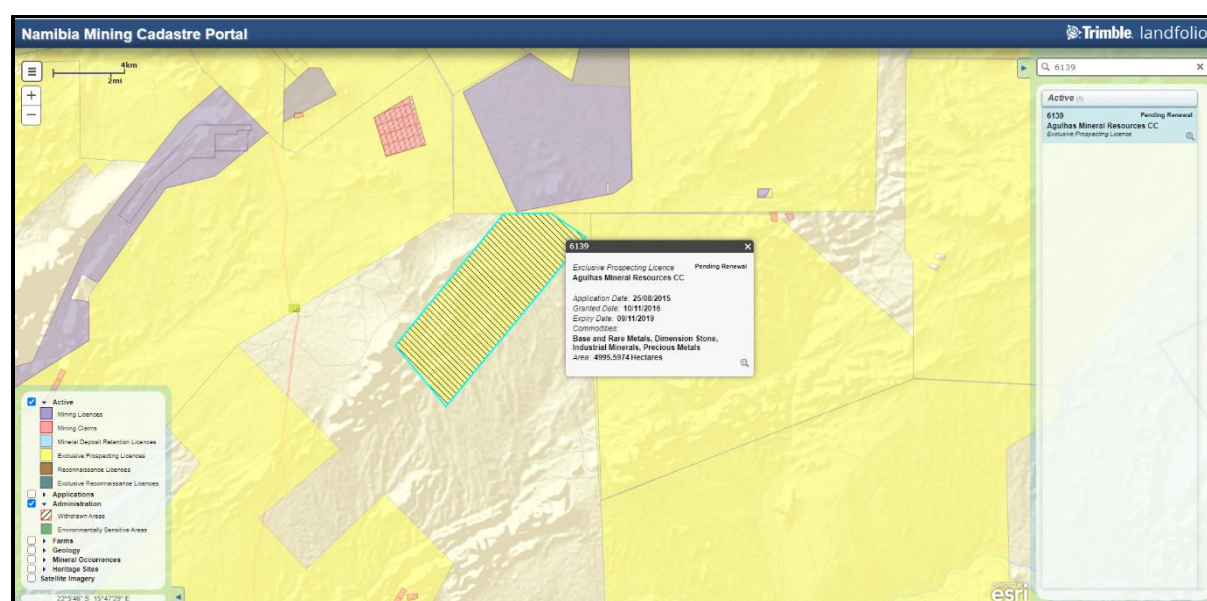 Namibia Mining Cadastre Portal
Trimble. landfolio
4km
2mi
6139
Active (1)
6139 Pending Renewal
Agulhas Mineral Resources CC
Exclusive Prospecting Licence
6139
Exclusive Prospecting Licence Pending Renewal
Agulhas Mineral Resources CC
Application Date: 25/08/2015
Granted Date: 10/11/2016
Expiry Date: 09/11/2019
Commodities:
Base and Rare Metals, Dimension Stone,
Industrial Minerals, Precious Metals
Area: 4995.5974 Hectares
Active
Mining Licences
Mining Claims
Mineral Deposit Retention Licences
Exclusive Prospecting Licences
Reconnaissance Licences
Exclusive Reconnaissance Licences
Applications
Administration
Withdrawn Areas
Environmentally Sensitive Areas
Farms
Geology
Mineral Occurrences
Heritage Sites
Satellite Imagery
22°5'46" S 15°47'29" E
esri